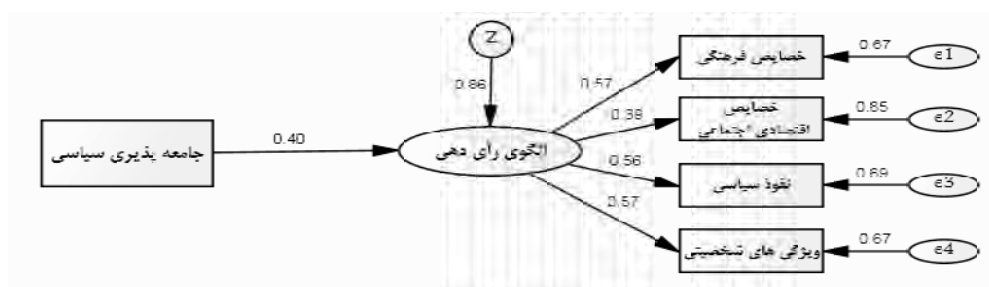 Z
0.86
جامعه پذیری سیاسی
0.40
الگوی رأی دهی
0.57
خصایص فرهنگی
0.67
e1
0.38
خصایص
اقتصادی اجتماعی
0.85
e2
0.56
نفوذ سیاسی
0.69
e3
0.57
ویژگی های شخصیتی
0.67
e4